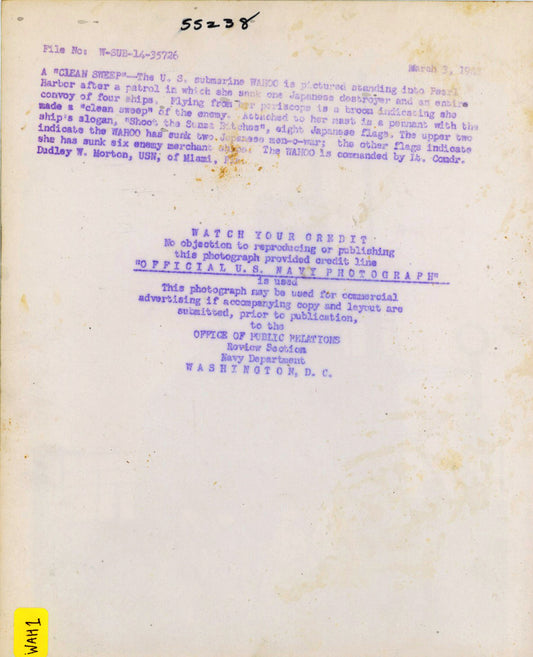 55238
File No: W-SUB-14-35726
March 3,
A "CLEAN SWEEP"--The U. S. submarine WAHOO is pictured standing into Pearl
Harbor after a patrol in which she sunk one Japanese destroyer and an entire
convoy of four ships. Flying from her periscope is a broom indicating she
made a "clean sweep" of the enemy. Attached to her mast is a pennant with the
ship's slogan, "Shoot the Sunza Bitches", eight Japanese flags. The upper two
indicate the WAHOO has sunk two Japanese men-o-war; the other flags indicate
she has sunk six enemy merchant ships. The WAHOO is commanded by Lt. Comdr.
Dudley W. Morton, USN, of Miami,
WATCH YOUR CREDIT
No objection to reproducing or publishing
this photograph provided credit line
"OFFICIAL U.S. NAVY PHOTOGRAPH"
is used
This photograph may be used for commercial
advertising if accompanying copy and layout are
submitted, prior to publication,
to the
OFFICE OF PUBLIC RELATIONS
Review Section
Navy Department
WASHINGTON, D. C.
WAH1